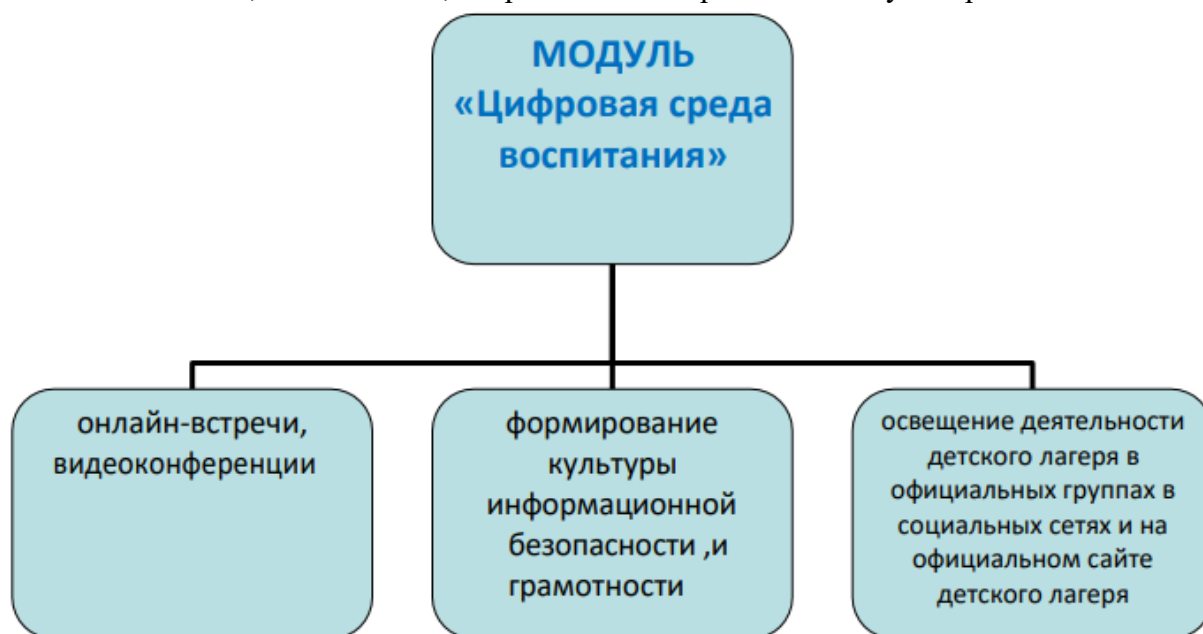 МОДУЛЬ
«Цифровая среда
воспитания»
онлайн-встречи,
видеоконференции
формирование
культуры
информационной
безопасности ,и
грамотности
освещение деятельности
детского лагеря в
официальных группах в
социальных сетях и на
официальном сайте
детского лагеря